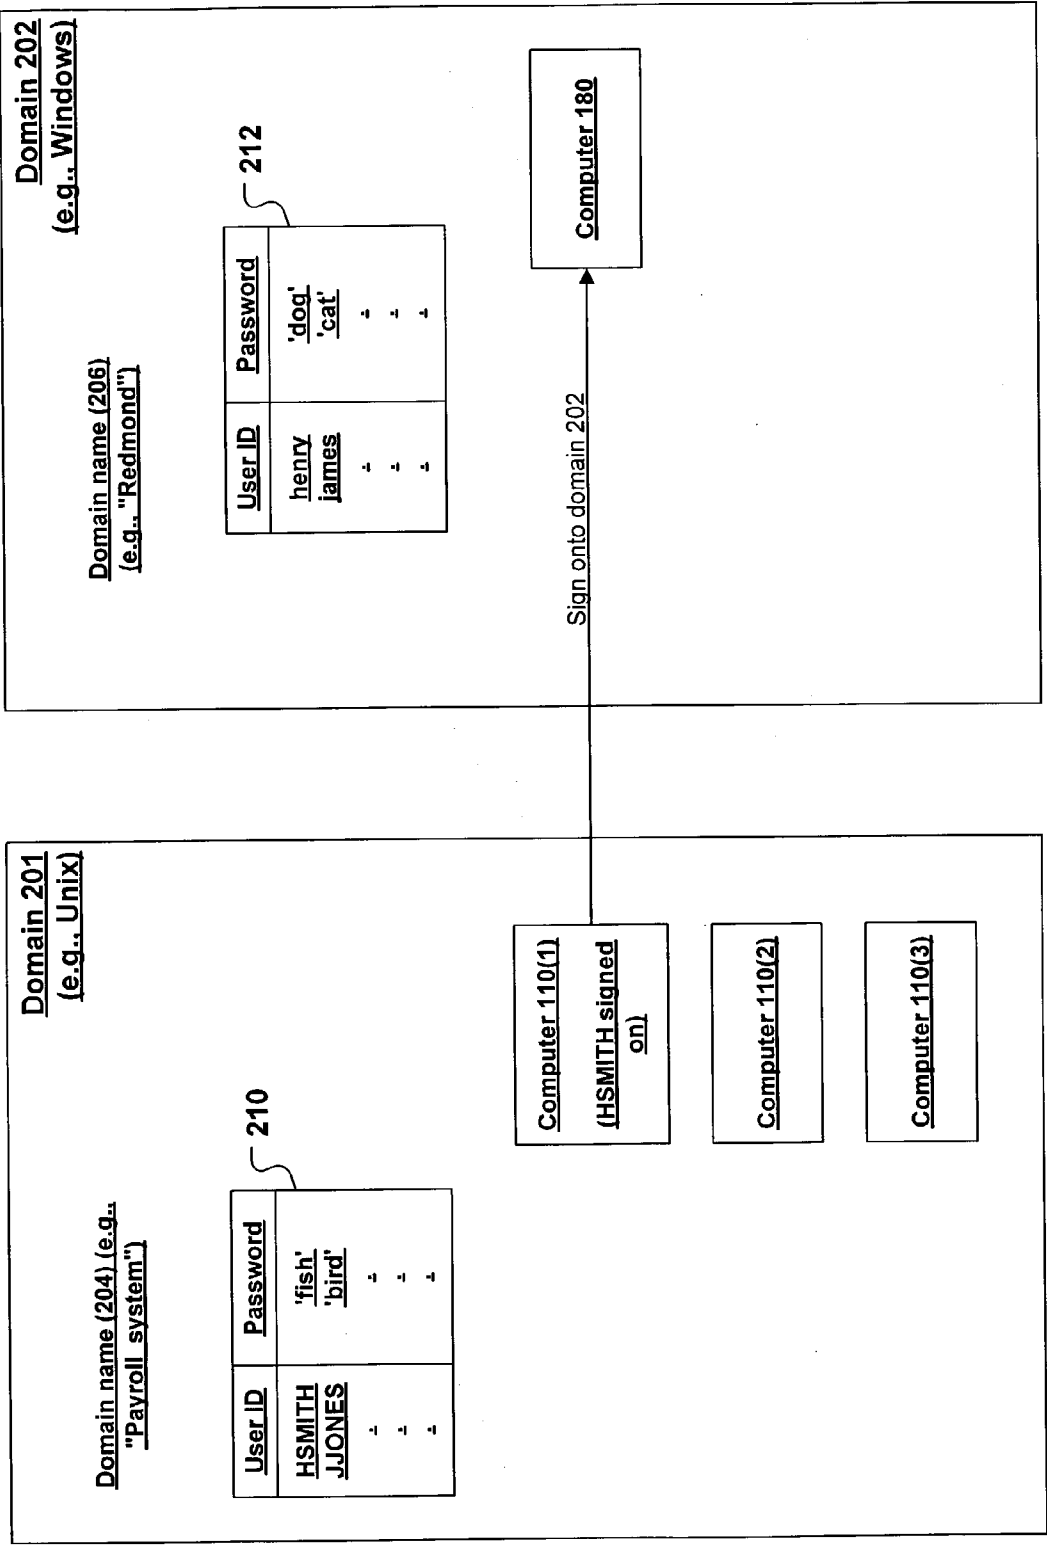 Domain 201
(e.g., Unix)
Domain name (204) (e.g.,
"Payroll system")
210
User ID Password
HSMITH 'fish'
JJONES 'bird'
. .
. .
. .
Computer 110(1)
(HSMITH signed
on)
Computer 110(2)
Computer 110(3)
Sign onto domain 202
Domain 202
(e.g., Windows)
Domain name (206)
(e.g., "Redmond")
212
User ID Password
henry 'dog'
james 'cat'
. .
. .
. .
Computer 180